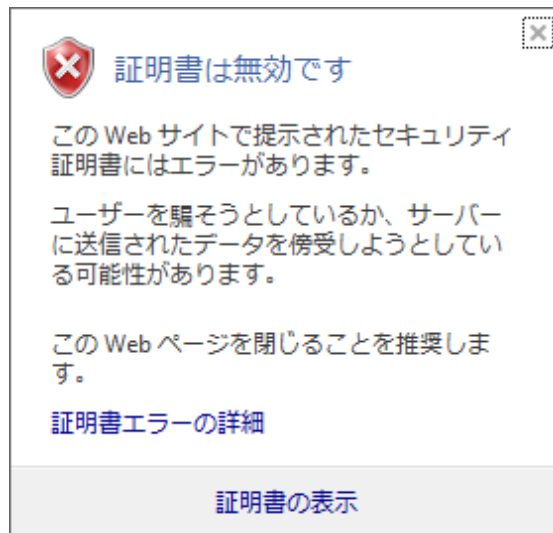 証明書は無効です
この Web サイトで提示されたセキュリティ
証明書にはエラーがあります。
ユーザーを騙そうとしているか、サーバー
に送信されたデータを傍受しようとしてい
る可能性があります。
この Web ページを閉じることを推奨しま
す。
証明書エラーの詳細
証明書の表示